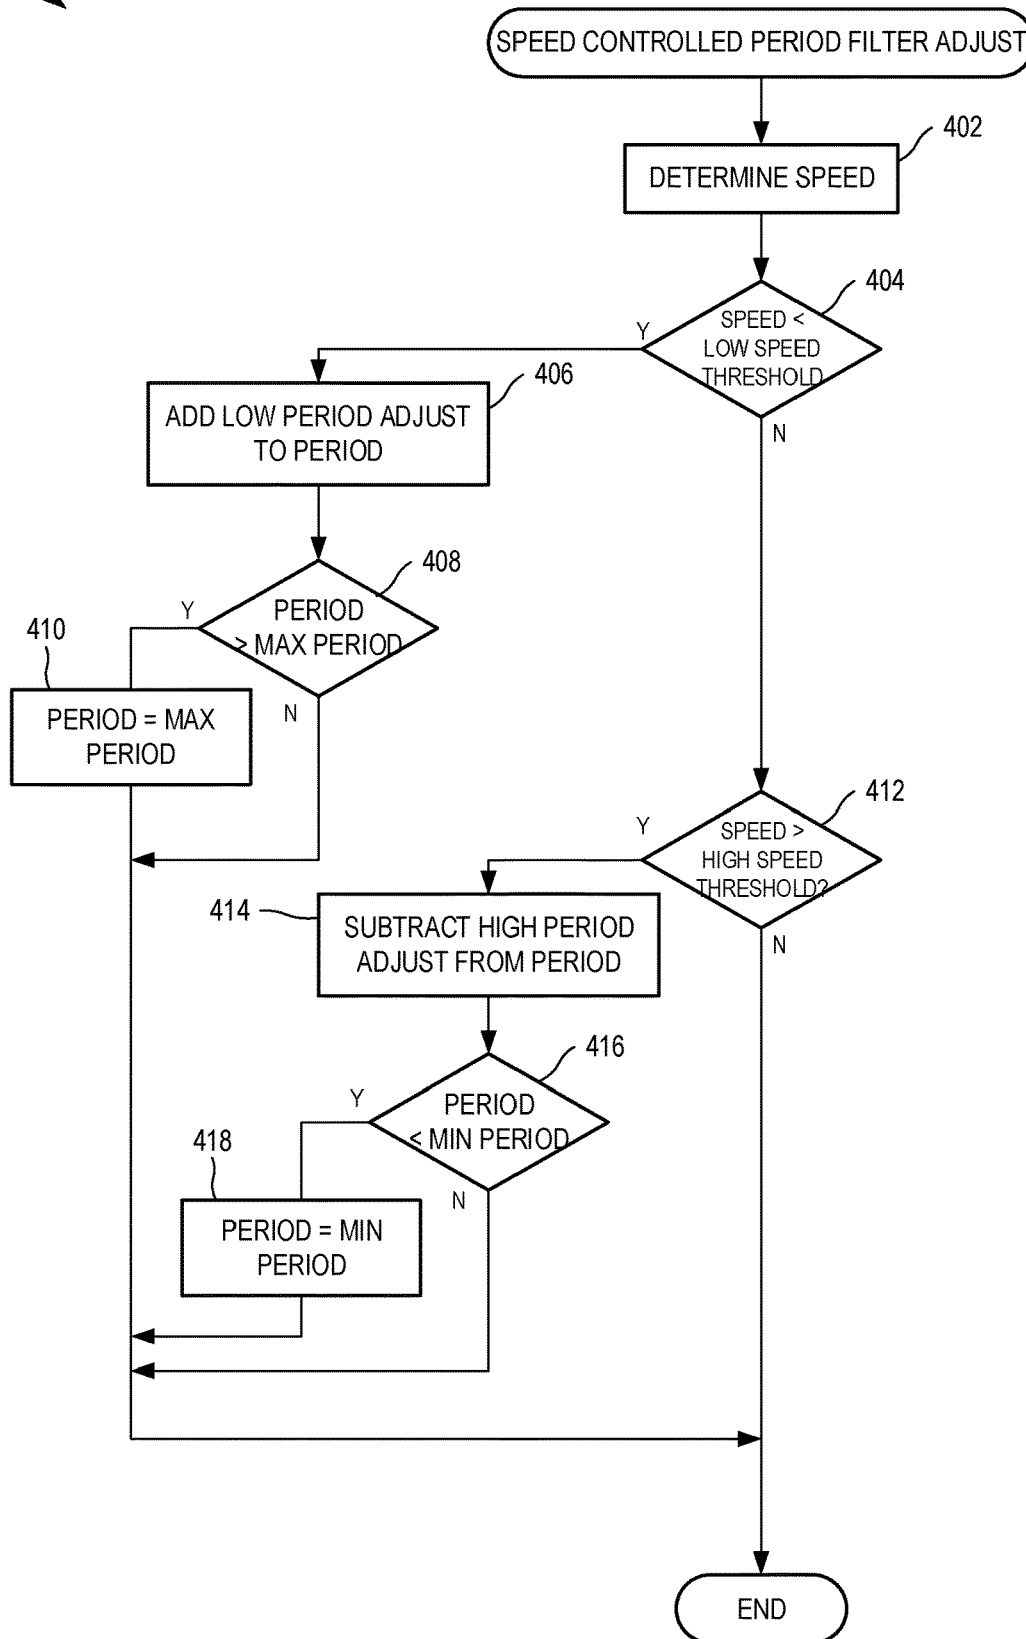 SPEED CONTROLLED PERIOD FILTER ADJUST
402
DETERMINE SPEED
404
SPEED <
LOW SPEED
THRESHOLD
Y
N
406
ADD LOW PERIOD ADJUST
TO PERIOD
408
PERIOD
> MAX PERIOD
Y
N
410
PERIOD = MAX
PERIOD
412
SPEED >
HIGH SPEED
THRESHOLD?
Y
N
414
SUBTRACT HIGH PERIOD
ADJUST FROM PERIOD
416
PERIOD
< MIN PERIOD
Y
N
418
PERIOD = MIN
PERIOD
END